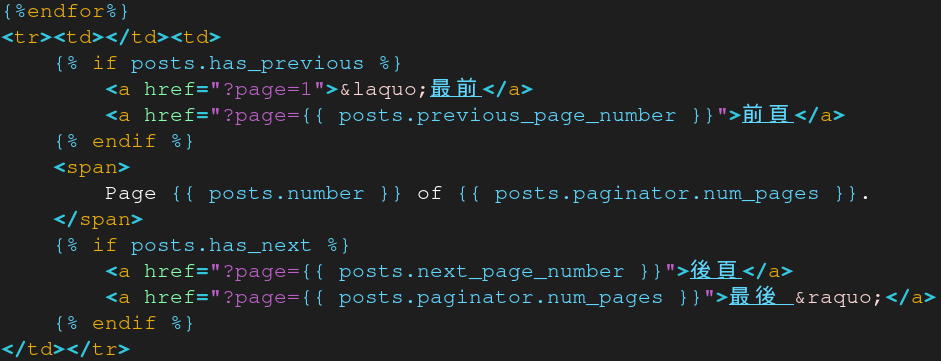 {%endfor%}
<tr><td></td><td>
    {% if posts.has_previous %}
        <a href="?page=1">&laquo;最前</a>
        <a href="?page={{ posts.previous_page_number }}">前頁</a>
    {% endif %}
    <span>
        Page {{ posts.number }} of {{ posts.paginator.num_pages }}.
    </span>
    {% if posts.has_next %}
        <a href="?page={{ posts.next_page_number }}">後頁</a>
        <a href="?page={{ posts.paginator.num_pages }}">最後 &raquo;</a>
    {% endif %}
</td></tr>